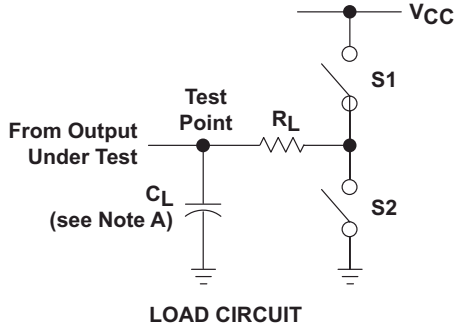 VCC
S1
Test
Point
RL
From Output
Under Test
CL
(see Note A)
S2
LOAD CIRCUIT